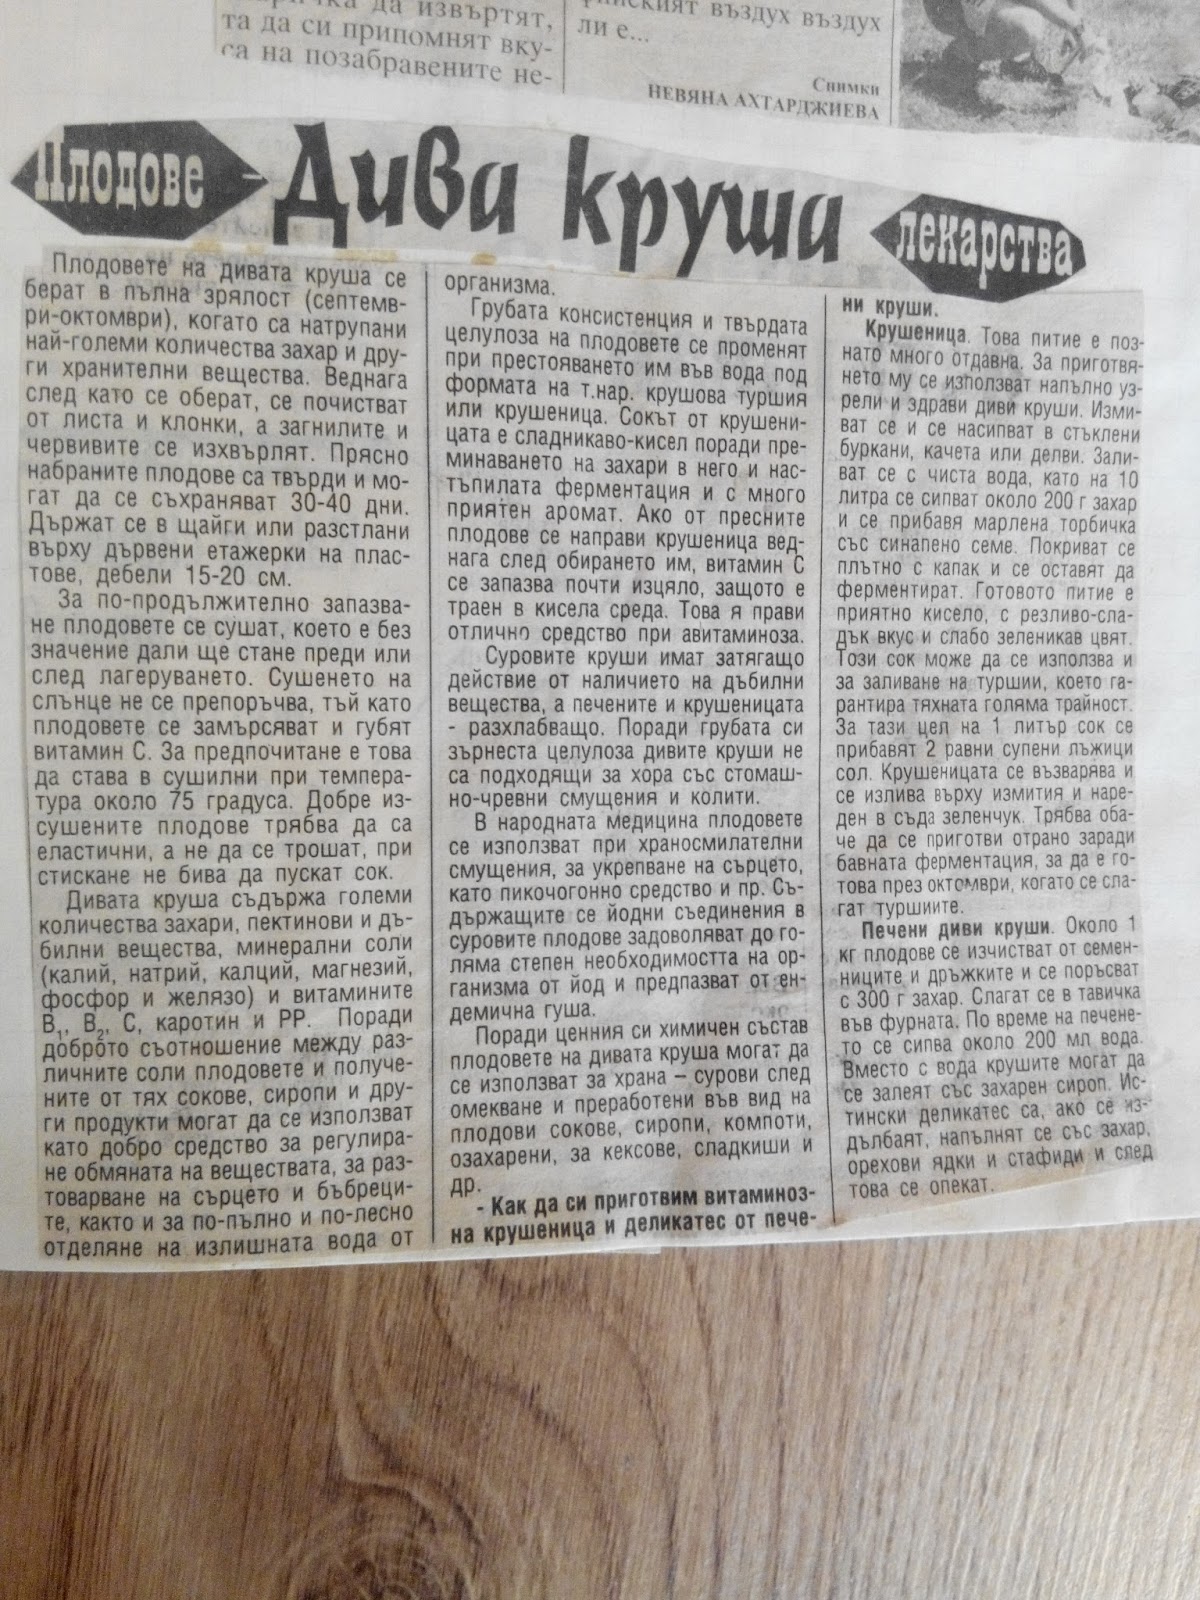 да извъртят,
та да си припомнят вку-
са на позабравените не-
въздух въздух
ли е...
Снимки
НЕВЯНА АХТАРДЖИЕВА
Плодове –
Дива круша
лекарства
Плодовете на дивата круша се
берат в пълна зрялост (септемв-
ри-октомври), когато са натрупани
най-големи количества захар и дру-
ги хранителни вещества. Веднага
след като се оберат, се почистват
от листа и клонки, а загнилите и
червивите се изхвърлят. Прясно
набраните плодове са твърди и мо-
гат да се съхраняват 30-40 дни.
Държат се в щайги или разстлани
върху дървени етажерки на плас-
тове, дебели 15-20 см.
За по-продължително запазва-
не плодовете се сушат, което е без
значение дали ще стане преди или
след лагеруването. Сушенето на
слънце не се препоръчва, тъй като
плодовете се замърсяват и губят
витамин С. За предпочитане е това
да става в сушилни при темпера-
тура около 75 градуса. Добре из-
сушените плодове трябва да са
еластични, а не да се трошат, при
стискане не бива да пускат сок.
Дивата круша съдържа големи
количества захари, пектинови и дъ-
билни вещества, минерални соли
(калий, натрий, калций, магнезий,
фосфор и желязо) и витамините
В₁, В₂, С, каротин и РР. Поради
доброто съотношение между раз-
личните соли плодовете и получе-
ните от тях сокове, сиропи и дру-
ги продукти могат да се използват
като добро средство за регулира-
не обмяната на веществата, за раз-
товарване на сърцето и бъбреци-
те, както и за по-пълно и по-лесно
отделяне на излишната вода от
организма.
Грубата консистенция и твърдата
целулоза на плодовете се променят
при престояването им във вода под
формата на т.нар. крушова туршия
или крушеница. Сокът от крушени-
цата е сладникаво-кисел поради пре-
минаването на захари в него и нас-
тъпилата ферментация и с много
приятен аромат. Ако от пресните
плодове се направи крушеница вед-
нага след обирането им, витамин С
се запазва почти изцяло, защото е
траен в кисела среда. Това я прави
отлично средство при авитаминоза.
Суровите круши имат затягащо
действие от наличието на дъбилни
вещества, а печените и крушеницата
- разхлабващо. Поради грубата си
зърнеста целулоза дивите круши не
са подходящи за хора със стомаш-
но-чревни смущения и колити.
В народната медицина плодовете
се използват при храносмилателни
смущения, за укрепване на сърцето,
като пикочогонно средство и пр. Съ-
държащите се йодни съединения в
суровите плодове задоволяват до го-
ляма степен необходимостта на ор-
ганизма от йод и предпазват от ен-
демична гуша.
Поради ценния си химичен състав
плодовете на дивата круша могат да
се използват за храна – сурови след
омекване и преработени във вид на
плодови сокове, сиропи, компоти,
озахарени, за кексове, сладкиши и
др.
- Как да си приготвим витаминоз-
на крушеница и деликатес от пече-
ни круши.
Крушеница. Това питие е поз-
нато много отдавна. За приготвя-
нето му се използват напълно уз-
рели и здрави диви круши. Изми-
ват се и се насипват в стъклени
буркани, качета или делви. Зали-
ват се с чиста вода, като на 10
литра се сипват около 200 г захар
и се прибавя марлена торбичка
със синапено семе. Покриват се
плътно с капак и се оставят да
ферментират. Готовото питие е
приятно кисело, с резливо-сла-
дък вкус и слабо зеленикав цвят.
Този сок може да се използва и
за заливане на туршии, което га-
рантира тяхната голяма трайност.
За тази цел на 1 литър сок се
прибавят 2 равни супени лъжици
сол. Крушеницата се възварява и
се излива върху измития и наре-
ден в съда зеленчук. Трябва оба-
че да се приготви отрано заради
бавната ферментация, за да е го-
това през октомври, когато се сла-
гат туршиите.
Печени диви круши. Около 1
кг плодове се изчистват от семен-
ниците и дръжките и се поръсват
с 300 г захар. Слагат се в тавичка
във фурната. По време на печене-
то се сипва около 200 мл вода.
Вместо с вода крушите могат да
се залеят със захарен сироп. Ис-
тински деликатес са, ако се из-
дълбаят, напълнят се със захар,
орехови ядки и стафиди и след
това се опекат.